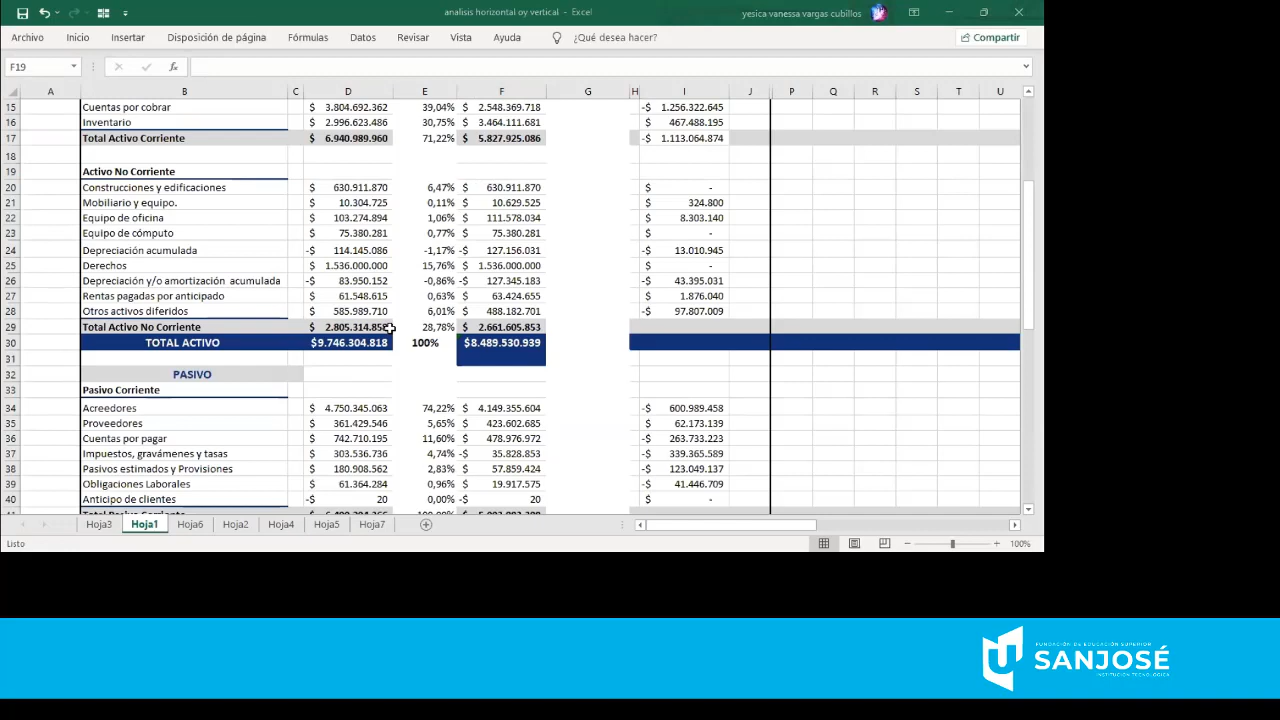 analisis horizontal oy vertical - Excel
yesica vanessa vargas cubillos
Archivo Inicio Insertar Disposición de página Fórmulas Datos Revisar Vista Ayuda ¿Qué desea hacer? Compartir
F19
A B C D E F G H I J P Q R S T U
15 Cuentas por cobrar $ 3.804.692.362 39,04% $ 2.548.369.718 -$ 1.256.322.645
16 Inventario $ 2.996.623.486 30,75% $ 3.464.111.681 $ 467.488.195
17 Total Activo Corriente $ 6.940.989.960 71,22% $ 5.827.925.086 -$ 1.113.064.874
18
19 Activo No Corriente
20 Construcciones y edificaciones $ 630.911.870 6,47% $ 630.911.870 $ -
21 Mobiliario y equipo. $ 10.304.725 0,11% $ 10.629.525 $ 324.800
22 Equipo de oficina $ 103.274.894 1,06% $ 111.578.034 $ 8.303.140
23 Equipo de cómputo $ 75.380.281 0,77% $ 75.380.281 $ -
24 Depreciación acumulada -$ 114.145.086 -1,17% -$ 127.156.031 -$ 13.010.945
25 Derechos $ 1.536.000.000 15,76% $ 1.536.000.000 $ -
26 Depreciación y/o amortización acumulada -$ 83.950.152 -0,86% -$ 127.345.183 -$ 43.395.031
27 Rentas pagadas por anticipado $ 61.548.615 0,63% $ 63.424.655 $ 1.876.040
28 Otros activos diferidos $ 585.989.710 6,01% $ 488.182.701 -$ 97.807.009
29 Total Activo No Corriente $ 2.805.314.858 28,78% $ 2.661.605.853
30 TOTAL ACTIVO $9.746.304.818 100% $8.489.530.939
31
32 PASIVO
33 Pasivo Corriente
34 Acreedores $ 4.750.345.063 74,22% $ 4.149.355.604 -$ 600.989.458
35 Proveedores $ 361.429.546 5,65% $ 423.602.685 $ 62.173.139
36 Cuentas por pagar $ 742.710.195 11,60% $ 478.976.972 -$ 263.733.223
37 Impuestos, gravámenes y tasas $ 303.536.736 4,74% -$ 35.828.853 -$ 339.365.589
38 Pasivos estimados y Provisiones $ 180.908.562 2,83% $ 57.859.424 -$ 123.049.137
39 Obligaciones Laborales $ 61.364.284 0,96% $ 19.917.575 -$ 41.446.709
40 Anticipo de clientes -$ 20 0,00% -$ 20 $ -
Hoja3 Hoja1 Hoja6 Hoja2 Hoja4 Hoja5 Hoja7
Listo 100%
FUNDACIÓN DE EDUCACIÓN SUPERIOR
SANJOSÉ
INSTITUCIÓN TECNOLÓGICA